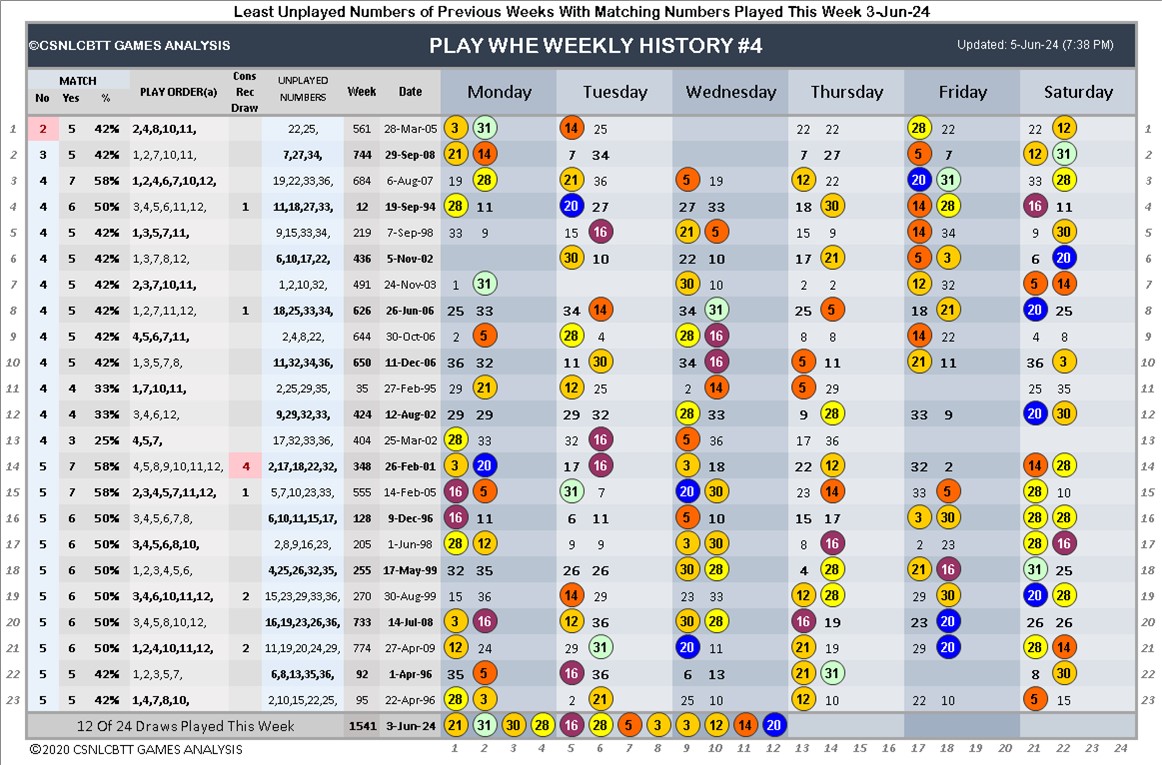 Least Unplayed Numbers of Previous Weeks With Matching Numbers Played This Week 3-Jun-24
©CSNLCBTT GAMES ANALYSIS PLAY WHE WEEKLY HISTORY #4 Updated: 5-Jun-24 (7:38 PM)
MATCH Cons UNPLAYED
No Yes % PLAY ORDER(a) Rec Draw NUMBERS Week Date Monday Tuesday Wednesday Thursday Friday Saturday
1 2 5 42% 2,4,8,10,11, 22,25, 561 28-Mar-05 3 31 14 25 22 22 28 22 22 12 1
2 3 5 42% 1,2,7,10,11, 7,27,34, 744 29-Sep-08 21 14 7 34 7 27 5 7 12 31 2
3 4 7 58% 1,2,4,6,7,10,12, 19,22,33,36, 684 6-Aug-07 19 28 21 36 5 19 12 22 20 31 33 28 3
4 4 6 50% 3,4,5,6,11,12, 1 11,18,27,33, 12 19-Sep-94 28 11 20 27 27 33 18 30 14 28 16 11 4
5 4 5 42% 1,3,5,7,11, 9,15,33,34, 219 7-Sep-98 33 9 15 16 21 5 15 9 14 34 9 30 5
6 4 5 42% 1,3,7,8,12, 6,10,17,22, 436 5-Nov-02 30 10 22 10 17 21 5 3 6 20 6
7 4 5 42% 2,3,7,10,11, 1,2,10,32, 491 24-Nov-03 1 31 30 10 2 2 12 32 5 14 7
8 4 5 42% 1,2,7,11,12, 1 18,25,33,34, 626 26-Jun-06 25 33 34 14 34 31 25 5 18 21 20 25 8
9 4 5 42% 4,5,6,7,11, 2,4,8,22, 644 30-Oct-06 2 5 28 4 28 16 8 8 14 22 4 8 9
10 4 5 42% 1,3,5,7,8, 11,32,34,36, 650 11-Dec-06 36 32 11 30 34 16 5 11 21 11 36 3 10
11 4 4 33% 1,7,10,11, 2,25,29,35, 35 27-Feb-95 29 21 12 25 2 14 5 29 25 35 11
12 4 4 33% 3,4,6,12, 9,29,32,33, 424 12-Aug-02 29 29 29 32 28 33 9 28 33 9 20 30 12
13 4 3 25% 4,5,7, 17,32,33,36, 404 25-Mar-02 28 33 32 16 5 36 17 36 13
14 5 7 58% 4,5,8,9,10,11,12, 4 2,17,18,22,32, 348 26-Feb-01 3 20 17 16 3 18 22 12 32 2 14 28 14
15 5 7 58% 2,3,4,5,7,11,12, 1 5,7,10,23,33, 555 14-Feb-05 16 5 31 7 20 30 23 14 33 5 28 10 15
16 5 6 50% 3,4,5,6,7,8, 6,10,11,15,17, 128 9-Dec-96 16 11 6 11 5 10 15 17 3 30 28 28 16
17 5 6 50% 3,4,5,6,8,10, 2,8,9,16,23, 205 1-Jun-98 28 12 9 9 3 30 8 16 2 23 28 16 17
18 5 6 50% 1,2,3,4,5,6, 4,25,26,32,35, 255 17-May-99 32 35 26 26 30 28 4 28 21 16 31 25 18
19 5 6 50% 3,4,6,10,11,12, 2 15,23,29,33,36, 270 30-Aug-99 15 36 14 29 23 33 12 28 29 30 20 28 19
20 5 6 50% 3,4,5,8,10,12, 16,19,23,26,36, 733 14-Jul-08 3 16 12 36 30 28 16 19 23 20 26 26 20
21 5 6 50% 1,2,4,10,11,12, 2 11,19,20,24,29, 774 27-Apr-09 12 24 29 31 20 11 21 19 29 20 28 14 21
22 5 5 42% 1,2,3,5,7, 6,8,13,35,36, 92 1-Apr-96 35 5 16 36 6 13 21 31 8 30 22
23 5 5 42% 1,4,7,8,10, 2,10,15,22,25, 95 22-Apr-96 28 3 2 21 25 10 12 10 22 10 5 15 23
12 Of 24 Draws Played This Week 1541 3-Jun-24 21 31 30 28 16 28 5 3 3 12 14 20
©2020 CSNLCBTT GAMES ANALYSIS 1 2 3 4 5 6 7 8 9 10 11 12 13 14 15 16 17 18 19 20 21 22 23 24